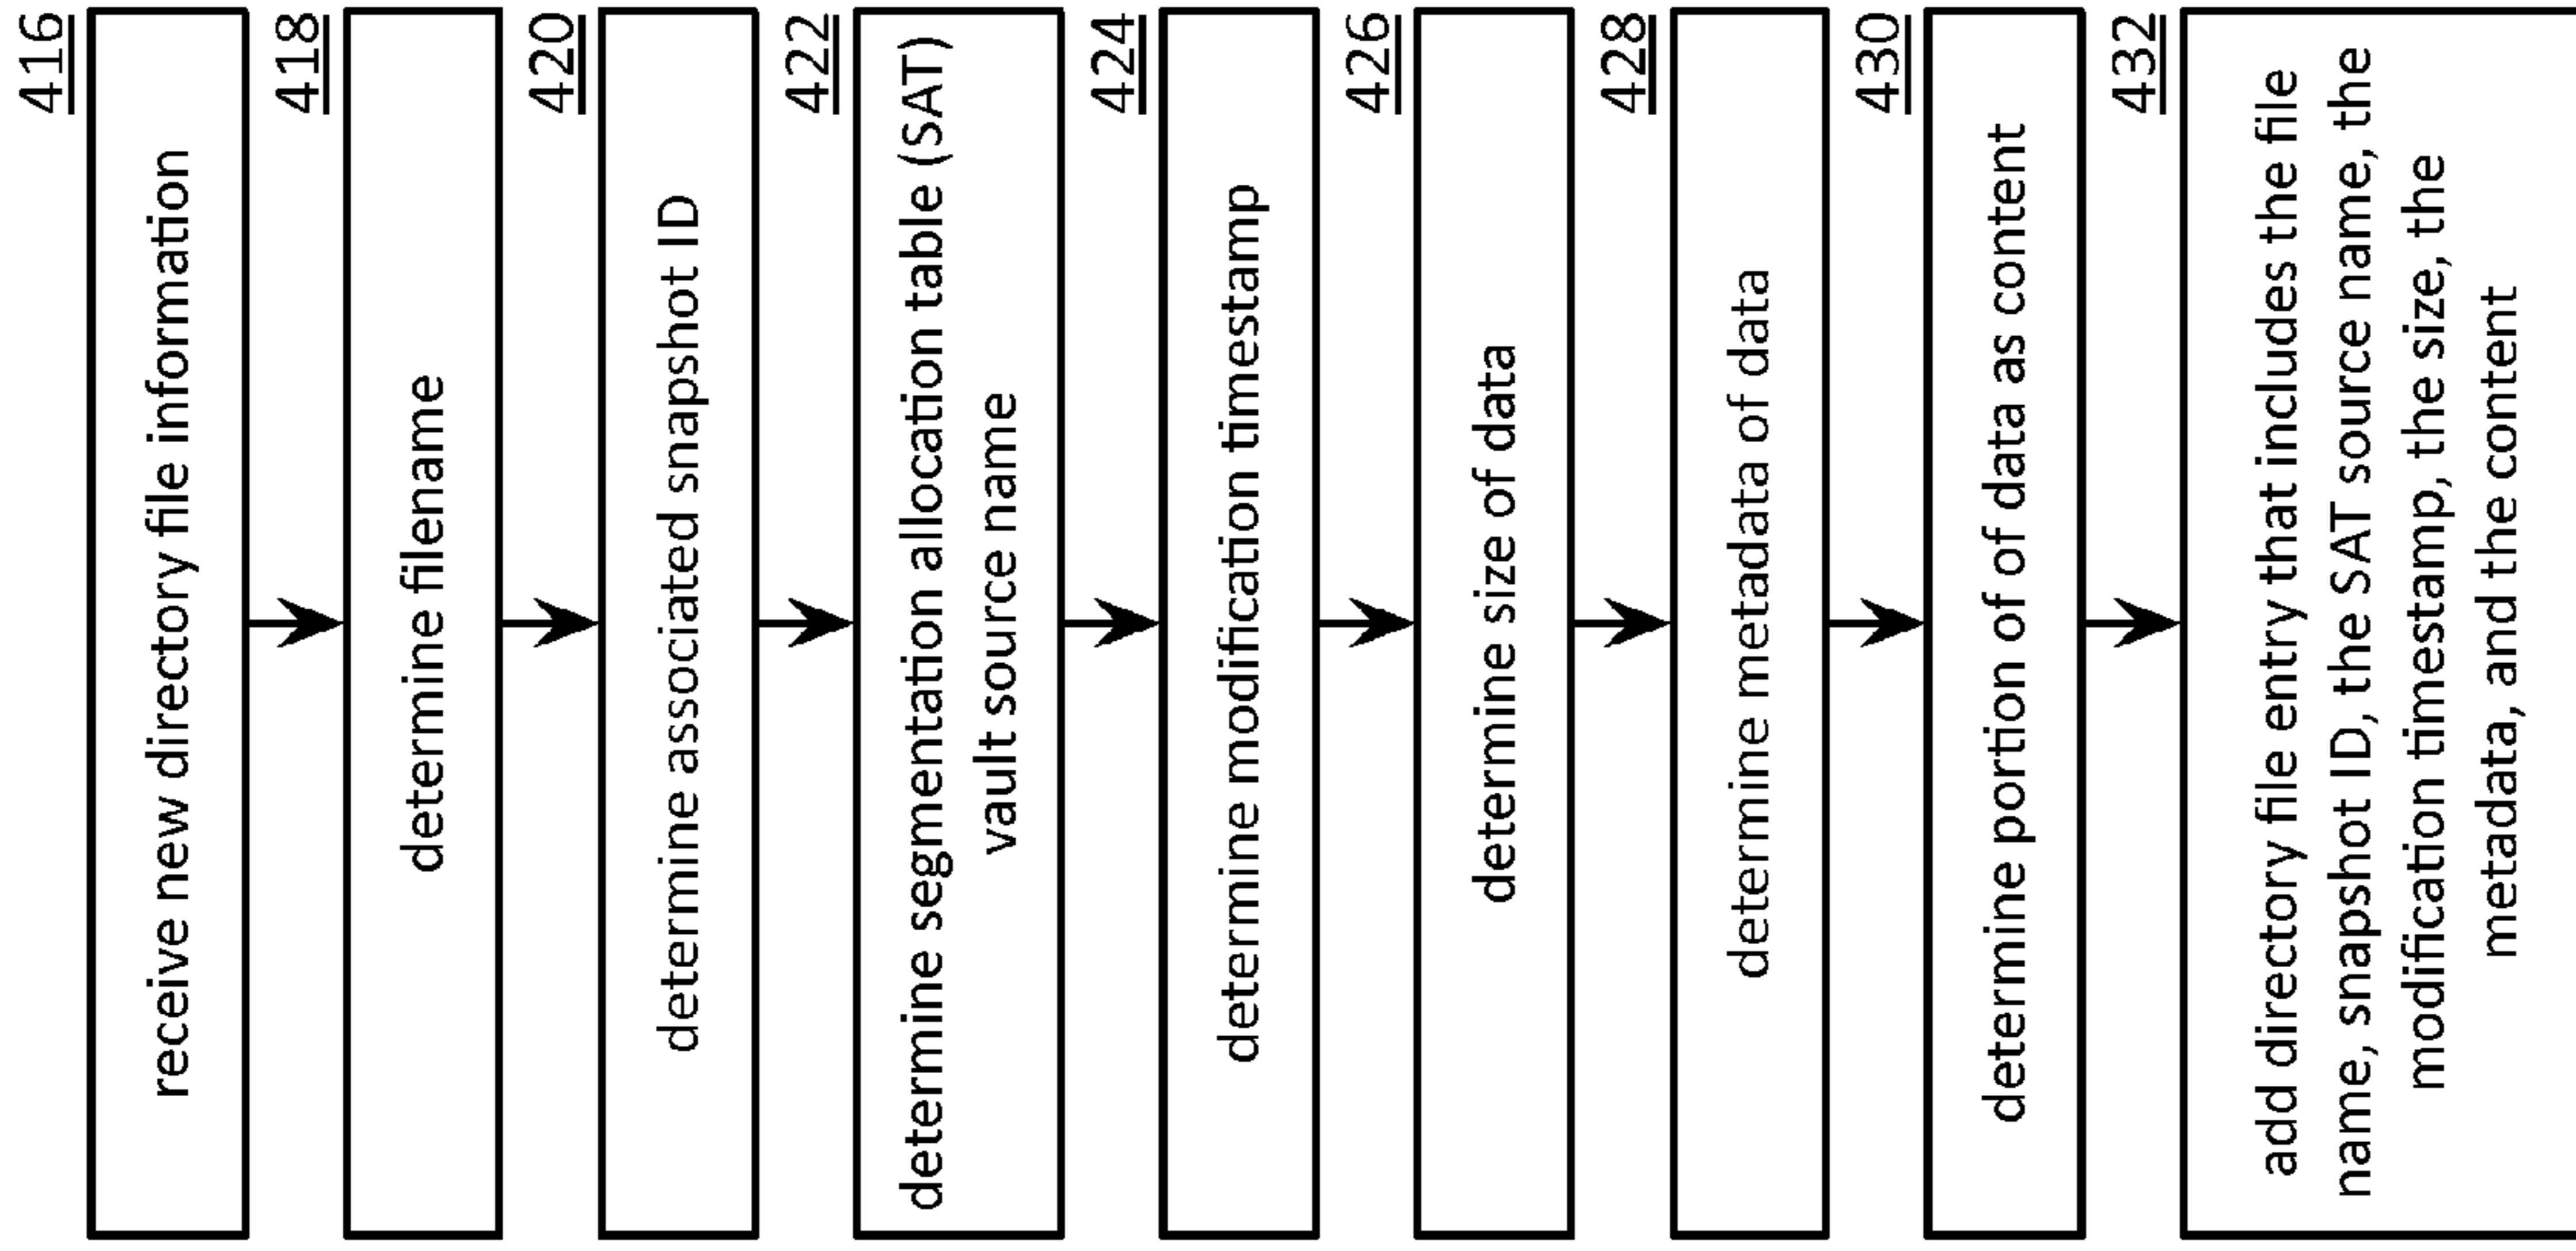 416
receive new directory file information
418
determine filename
420
determine associated snapshot ID
422
determine segmentation allocation table (SAT)
vault source name
424
determine modification timestamp
426
determine size of data
428
determine metadata of data
430
determine portion of of data as content
432
add directory file entry that includes the file
name, snapshot ID, the SAT source name, the
modification timestamp, the size, the
metadata, and the content